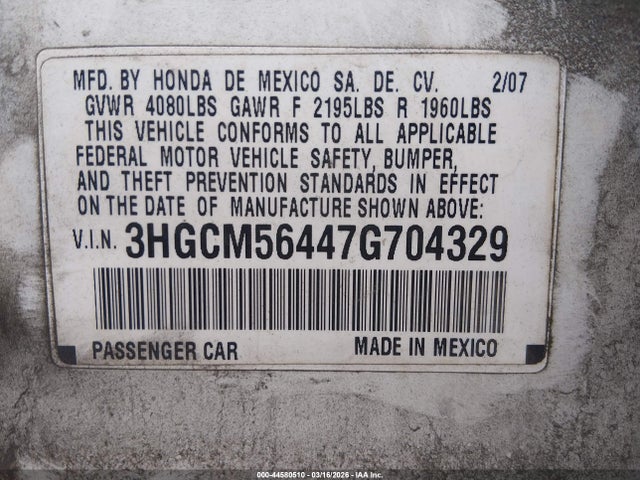 MFD. BY HONDA DE MEXICO SA. DE. CV. 2/07
GVWR 4080LBS GAWR F 2195LBS R 1960LBS
THIS VEHICLE CONFORMS TO ALL APPLICABLE
FEDERAL MOTOR VEHICLE SAFETY, BUMPER,
AND THEFT PREVENTION STANDARDS IN EFFECT
ON THE DATE OF MANUFACTURE SHOWN ABOVE:
V.I.N. 3HGCM56447G704329
PASSENGER CAR MADE IN MEXICO
000-44580510 - 03/16/2026 - IAA Inc.